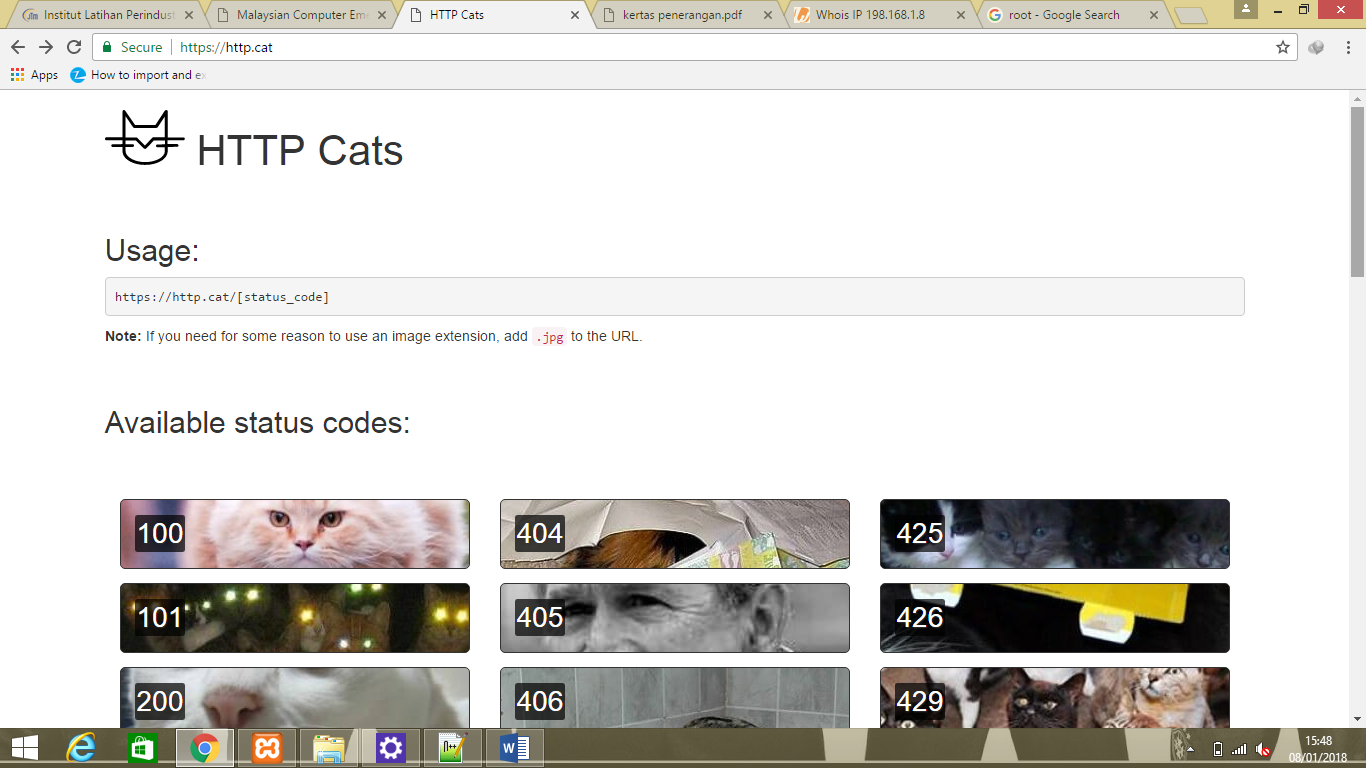 Institut Latihan Perindust
Malaysian Computer Eme
HTTP Cats
kertas penerangan.pdf
Whois IP 198.168.1.8
root - Google Search
Secure
https://http.cat
Apps
How to import and ex
HTTP Cats
Usage:
https://http.cat/[status_code]
Note: If you need for some reason to use an image extension, add .jpg to the URL.
Available status codes:
100
404
425
101
405
426
200
406
429
15:48
08/01/2018